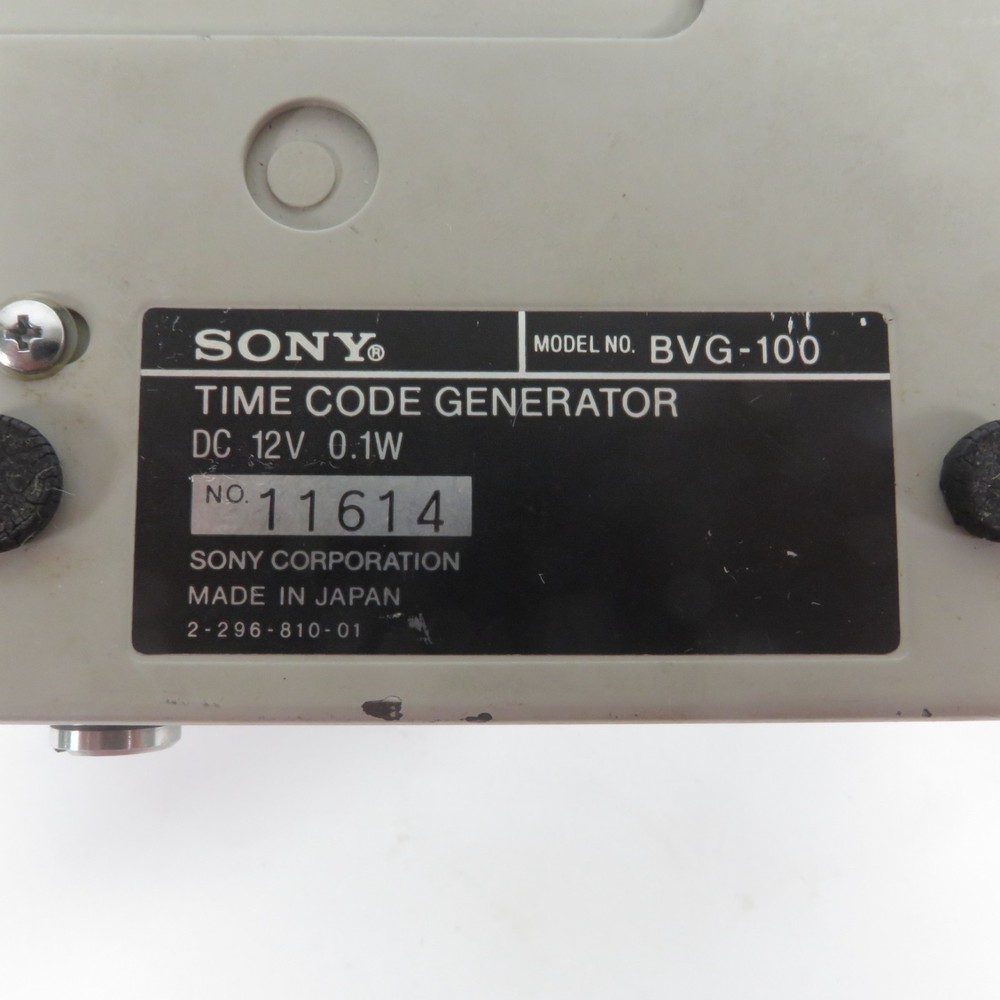 SONY® MODEL NO. BVG-100
TIME CODE GENERATOR
DC 12V 0.1W
NO. 11614
SONY CORPORATION
MADE IN JAPAN
2-296-810-01